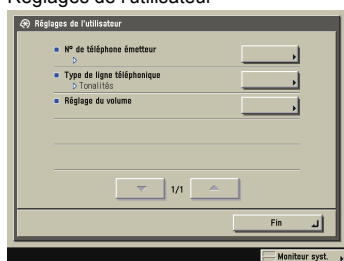 Réglages de l'utilisateur
Réglages de l'utilisateur
N° de téléphone émetteur
Type de ligne téléphonique
Tonalités
Réglage du volume
1/1
Fin
Moniteur syst.